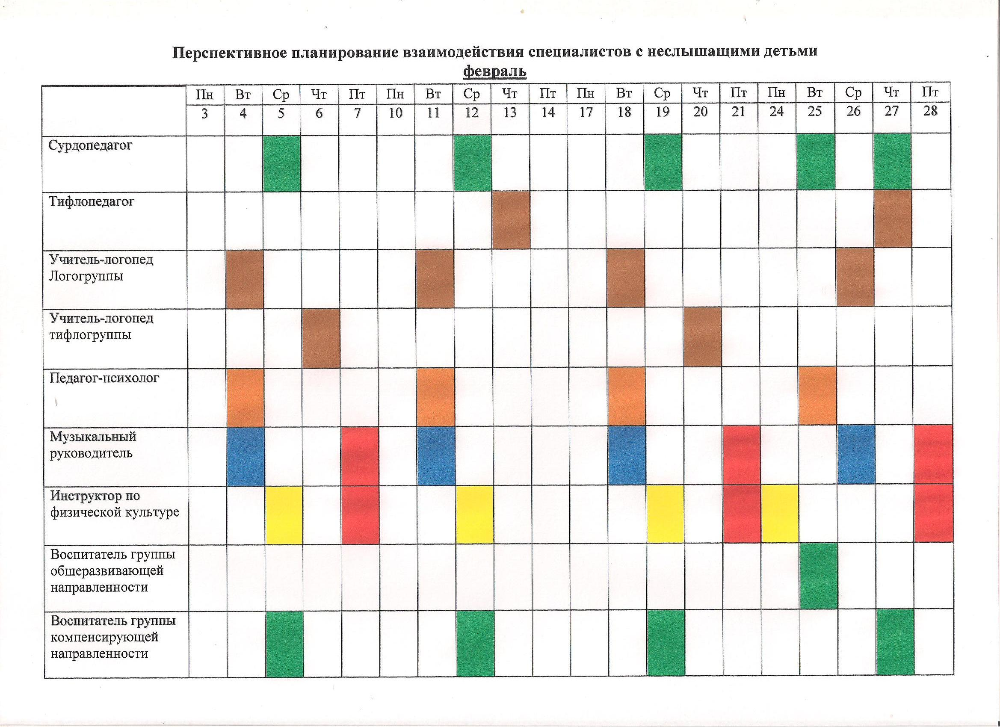 Перспективное планирование взаимодействия специалистов с неслышащими детьми
февраль
Пн Вт Ср Чт Пт Пн Вт Ср Чт Пт Пн Вт Ср Чт Пт Пн Вт Ср Чт Пт
3 4 5 6 7 10 11 12 13 14 17 18 19 20 21 24 25 26 27 28
Сурдопедагог
Тифлопедагог
Учитель-логопед
Логогруппы
Учитель-логопед
тифлогруппы
Педагог-психолог
Музыкальный
руководитель
Инструктор по
физической культуре
Воспитатель группы
общеразвивающей
направленности
Воспитатель группы
компенсирующей
направленности